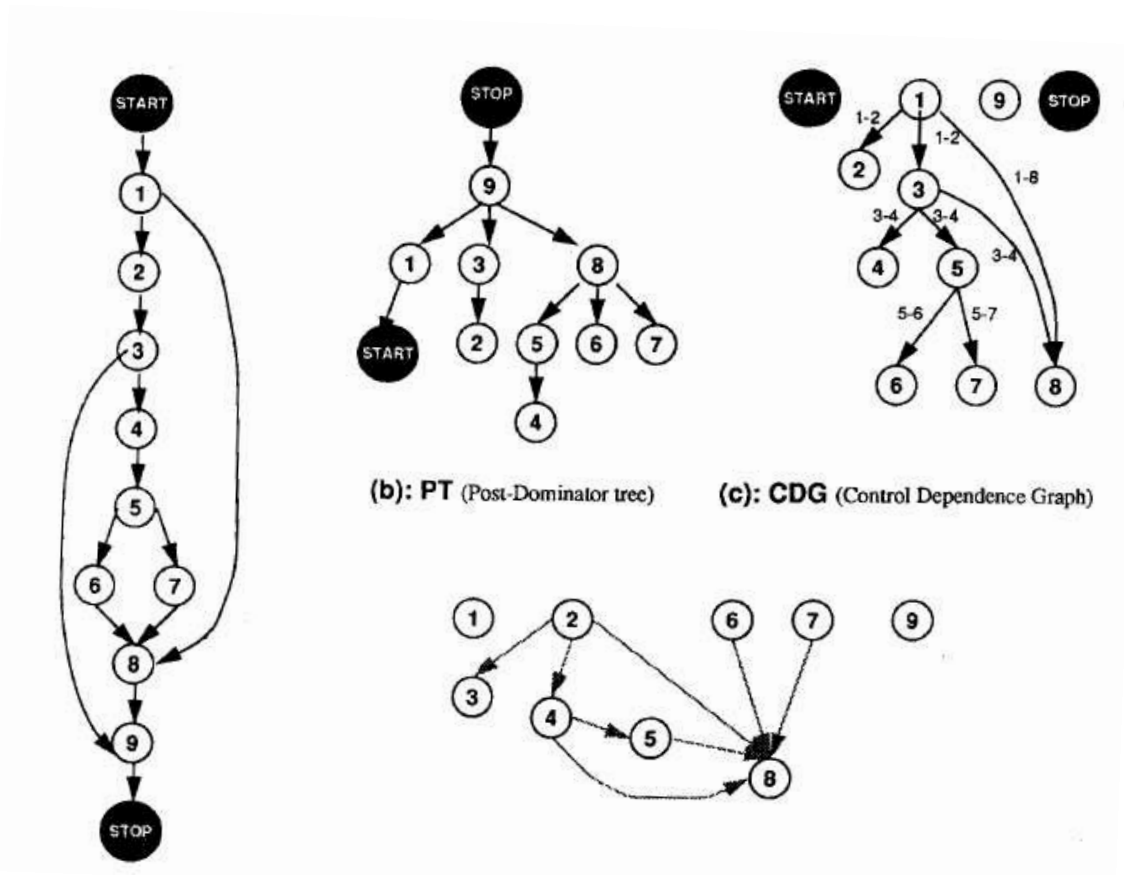 START
1
2
3
4
5
6 7
8
9
STOP
STOP
9
1 3 8
START 2 5 6 7
4
(b): PT (Post-Dominator tree)
START 1 9 STOP
1-2 1-2 1-8
2 3
3-4 3-4 3-4
4 5
5-6 5-7
6 7 8
(c): CDG (Control Dependence Graph)
1 2 6 7 9
3 4 5
8